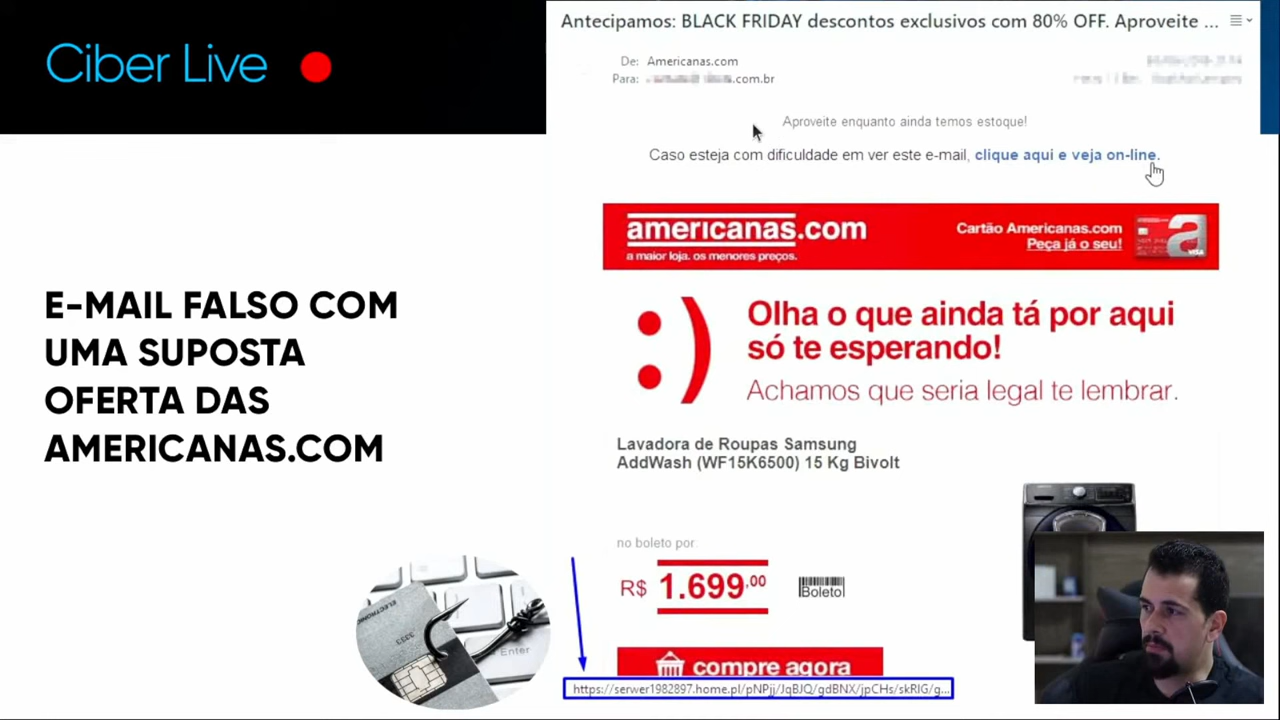 Ciber Live
Antecipamos: BLACK FRIDAY descontos exclusivos com 80% OFF. Aproveite ...
De: Americanas.com
Para: .com.br
Aproveite enquanto ainda temos estoque!
Caso esteja com dificuldade em ver este e-mail, clique aqui e veja on-line.
americanas.com
a maior loja. os menores preços.
Cartão Americanas.com
Peça já o seu!
a
VISA
E-MAIL FALSO COM
UMA SUPOSTA
OFERTA DAS
AMERICANAS.COM
:)
Olha o que ainda tá por aqui
só te esperando!
Achamos que seria legal te lembrar.
Lavadora de Roupas Samsung
AddWash (WF15K6500) 15 Kg Bivolt
no boleto por:
R$ 1.699,00
Boleto
compre agora
https://serwer1982897.home.pl/pNPjj/JqBJQ/gdBNX/jpCHs/skRIG/g...
ELECTRONIC
3333
Enter